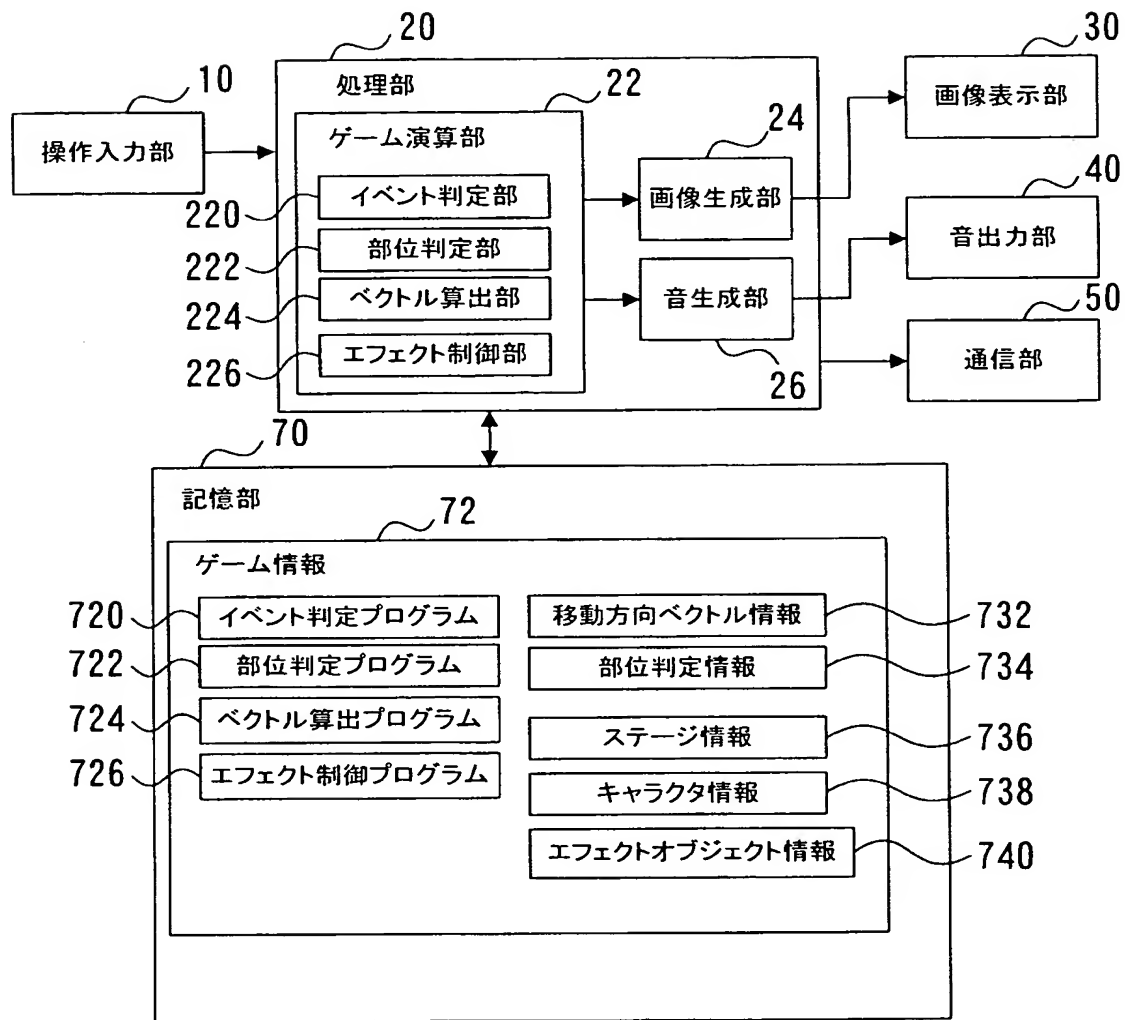 20
30
処理部
10
22
画像表示部
操作入力部
ゲーム演算部
24
イベント判定部
画像生成部
40
220
部位判定部
音出力部
222
ベクトル算出部
音生成部
50
224
エフェクト制御部
通信部
226
26
70
記憶部
72
ゲーム情報
720
イベント判定プログラム
移動方向ベクトル情報
732
722
部位判定プログラム
部位判定情報
734
724
ベクトル算出プログラム
ステージ情報
736
726
エフェクト制御プログラム
キャラクタ情報
738
エフェクトオブジェクト情報
740